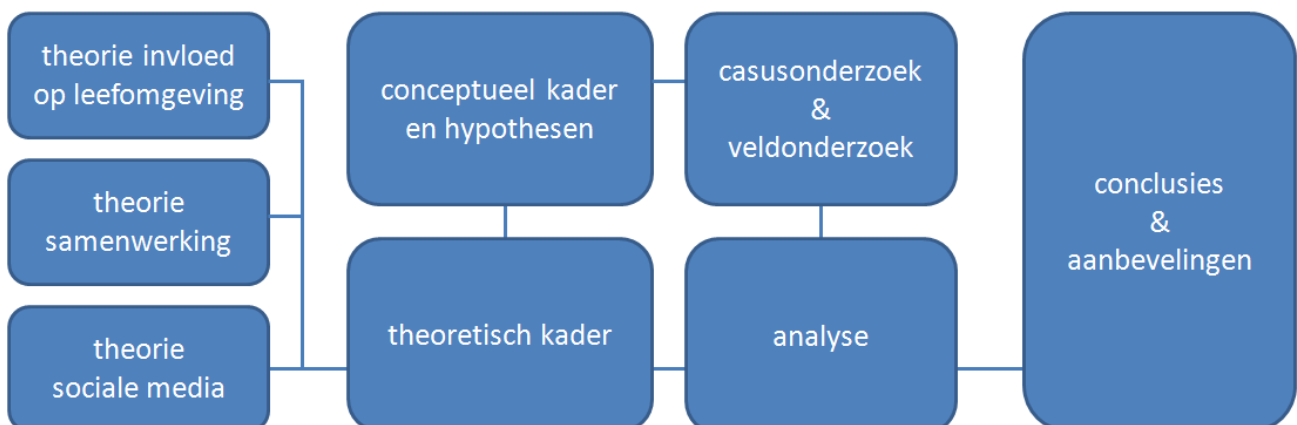 theorie invloed
op leefomgeving
theorie
samenwerking
theorie
sociale media
conceptueel kader
en hypothesen
theoretisch kader
casusonderzoek
&
veldonderzoek
analyse
conclusies
&
aanbevelingen